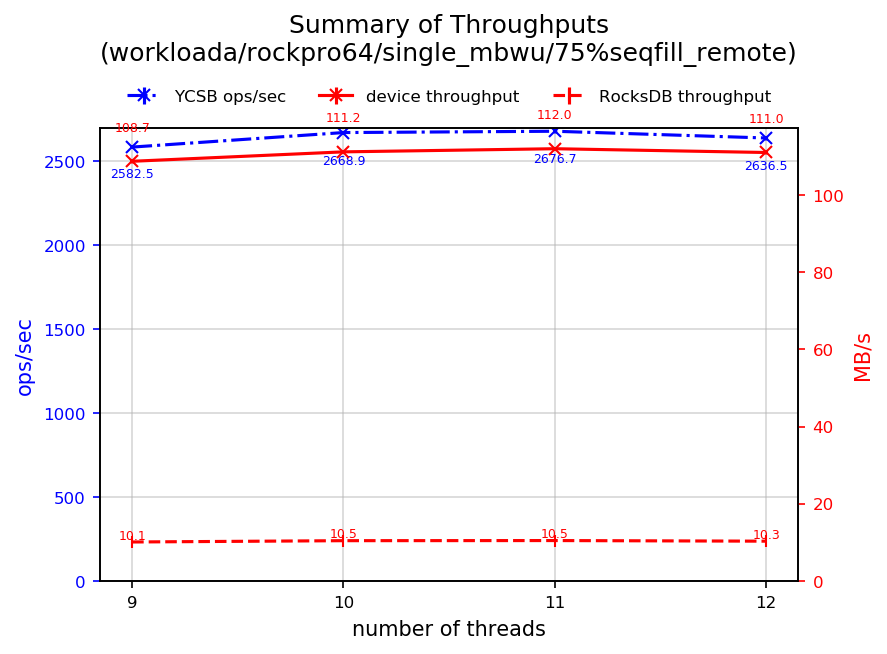 Summary of Throughputs
(workloada/rockpro64/single_mbwu/75%seqfill_remote)
YCSB ops/sec device throughput RocksDB throughput
108.7 111.2 112.0 111.0
2582.5 2668.9 2676.7 2636.5
10.1 10.5 10.5 10.3
2500
2000
1500
1000
500
0
ops/sec
100
80
60
40
20
0
MB/s
9 10 11 12
number of threads